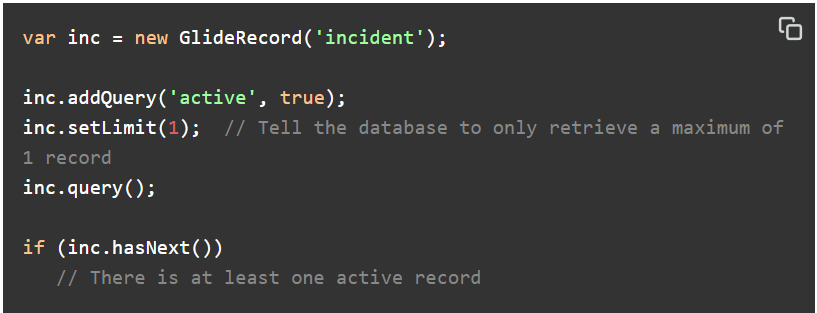 var inc = new GlideRecord('incident');
inc.addQuery('active', true);
inc.setLimit(1);  // Tell the database to only retrieve a maximum of
1 record
inc.query();
if (inc.hasNext())
   // There is at least one active record